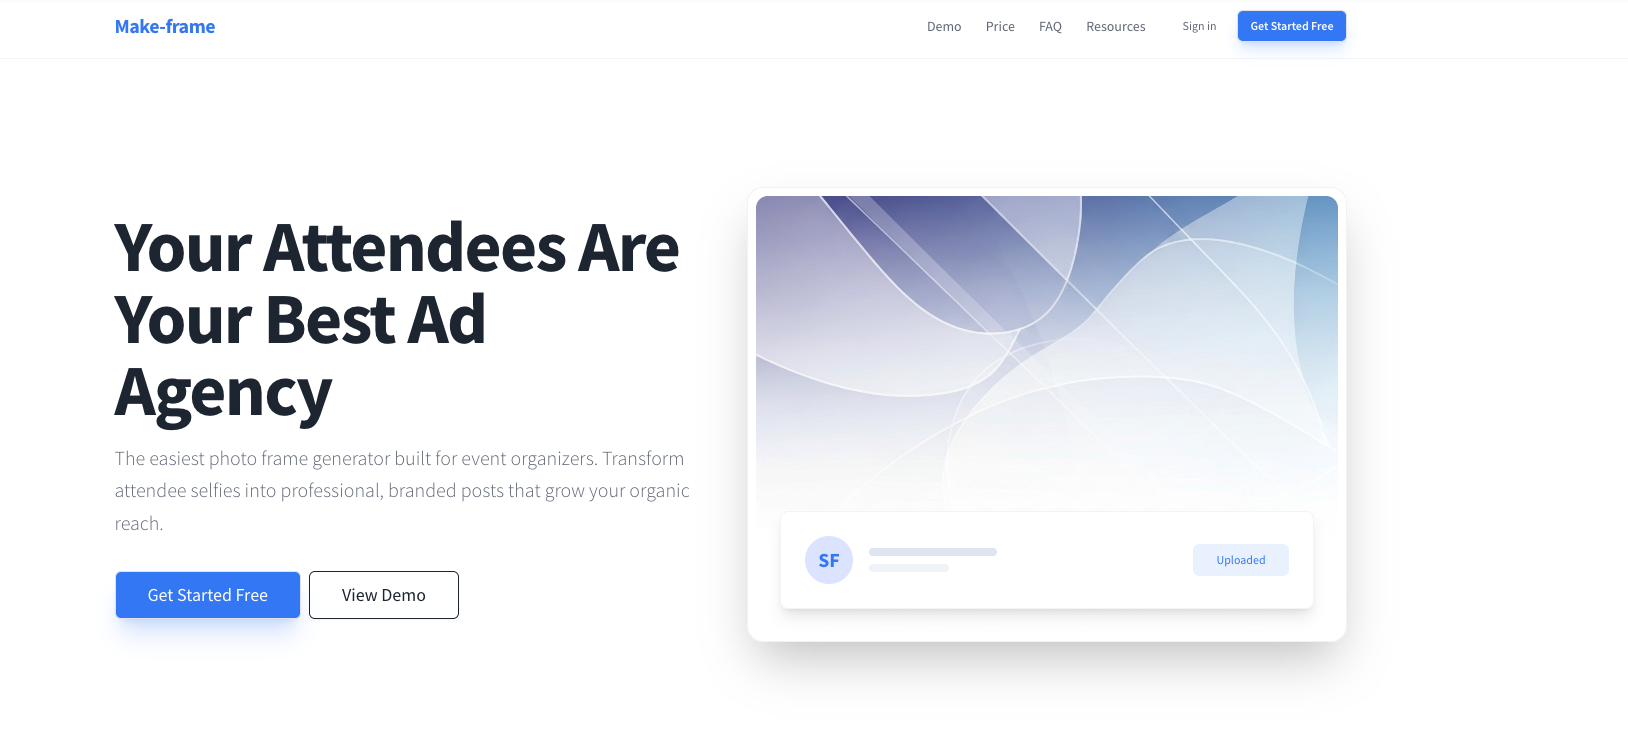 Make-frame
Demo Price FAQ Resources Sign in Get Started Free
Your Attendees Are
Your Best Ad
Agency
The easiest photo frame generator built for event organizers. Transform
attendee selfies into professional, branded posts that grow your organic
reach.
Get Started Free View Demo
SF Uploaded